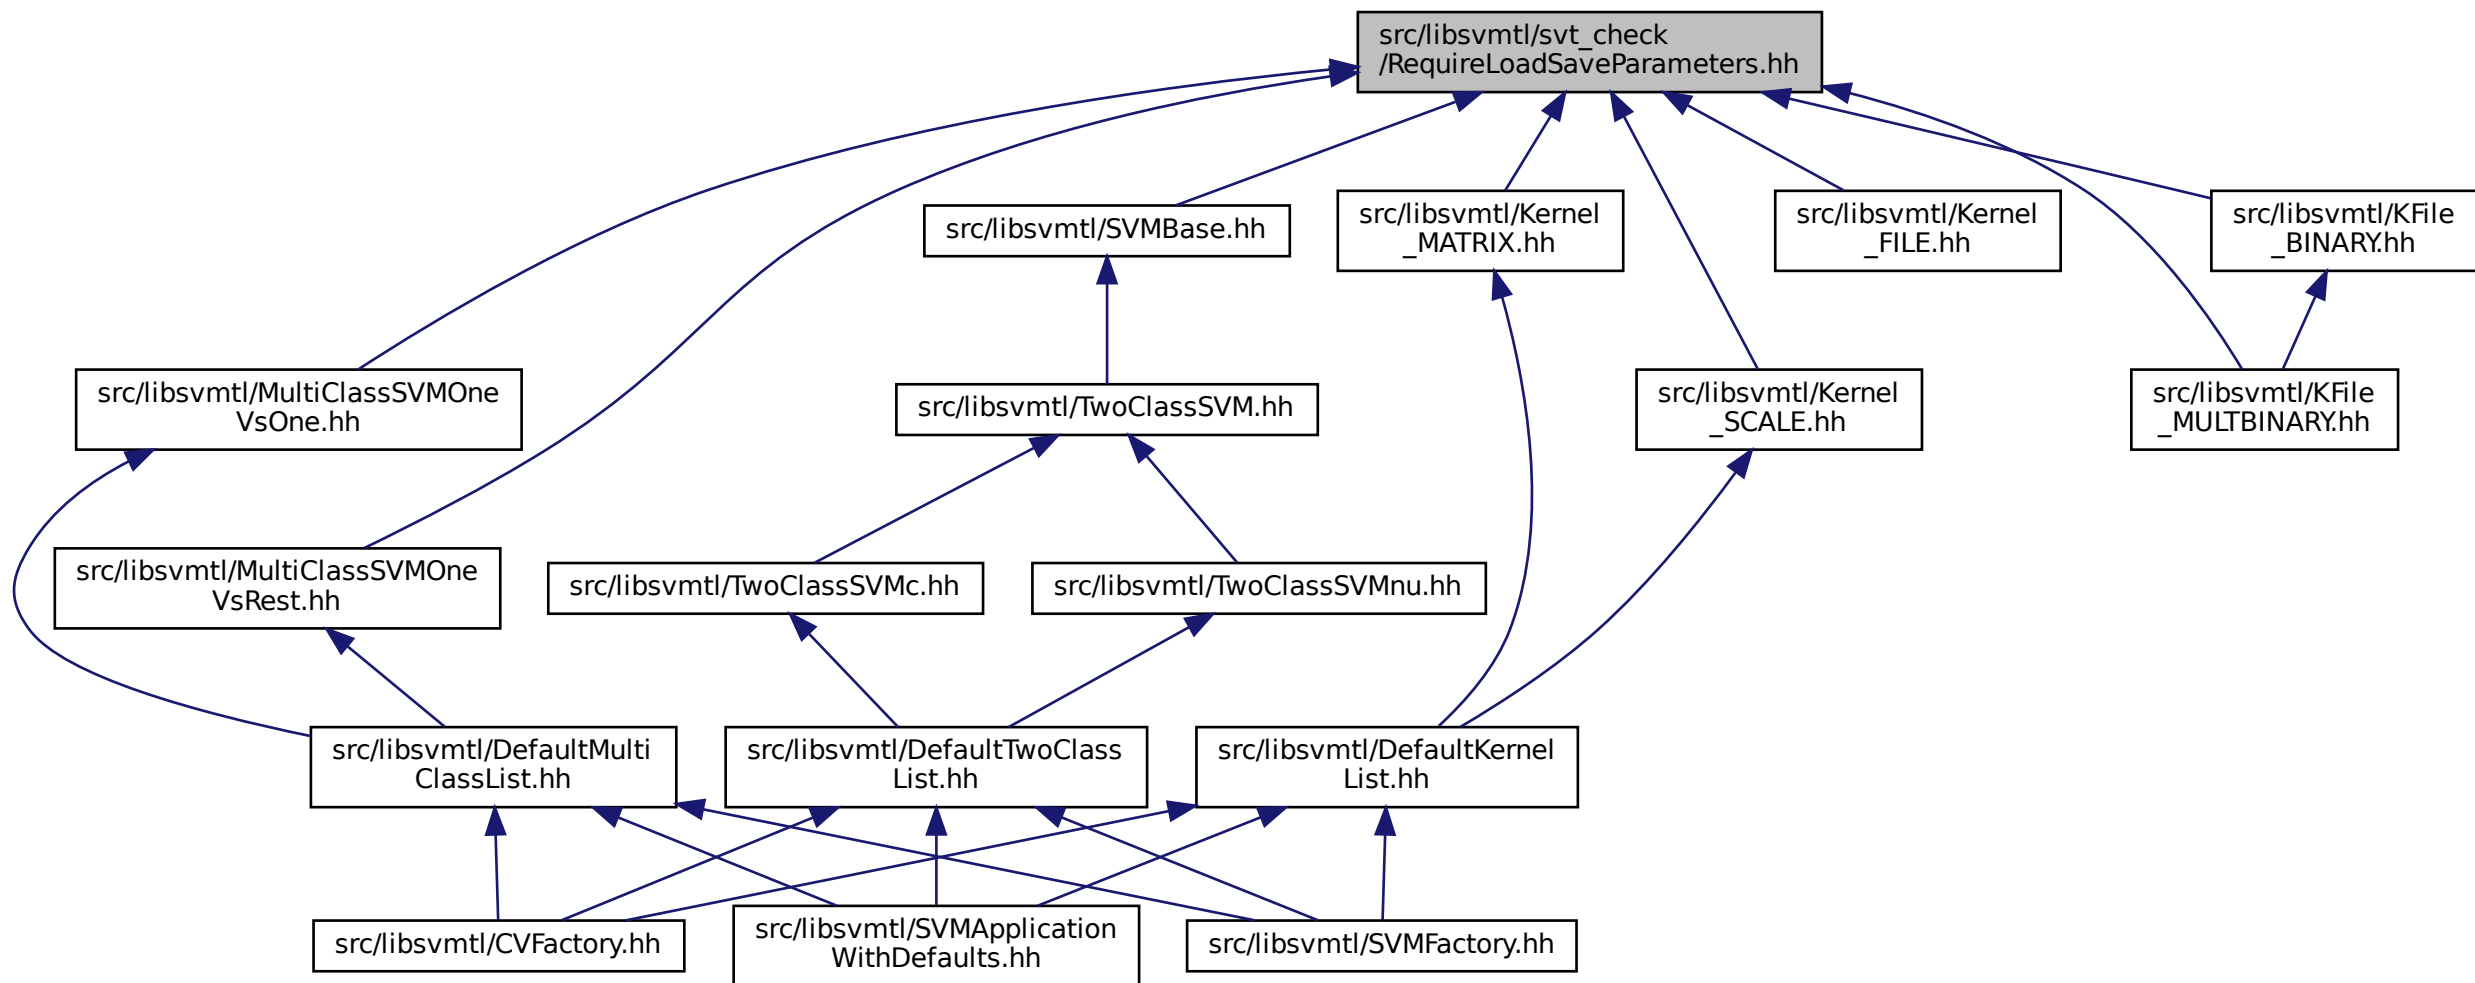 src/libsvmtl/svt_check
/RequireLoadSaveParameters.hh
src/libsvmtl/SVMBase.hh
src/libsvmtl/Kernel
_MATRIX.hh
src/libsvmtl/Kernel
_FILE.hh
src/libsvmtl/KFile
_BINARY.hh
src/libsvmtl/MultiClassSVMOne
VsOne.hh
src/libsvmtl/TwoClassSVM.hh
src/libsvmtl/Kernel
_SCALE.hh
src/libsvmtl/KFile
_MULTBINARY.hh
src/libsvmtl/MultiClassSVMOne
VsRest.hh
src/libsvmtl/TwoClassSVMc.hh
src/libsvmtl/TwoClassSVMnu.hh
src/libsvmtl/DefaultMulti
ClassList.hh
src/libsvmtl/DefaultTwoClass
List.hh
src/libsvmtl/DefaultKernel
List.hh
src/libsvmtl/CVFactory.hh
src/libsvmtl/SVMApplication
WithDefaults.hh
src/libsvmtl/SVMFactory.hh